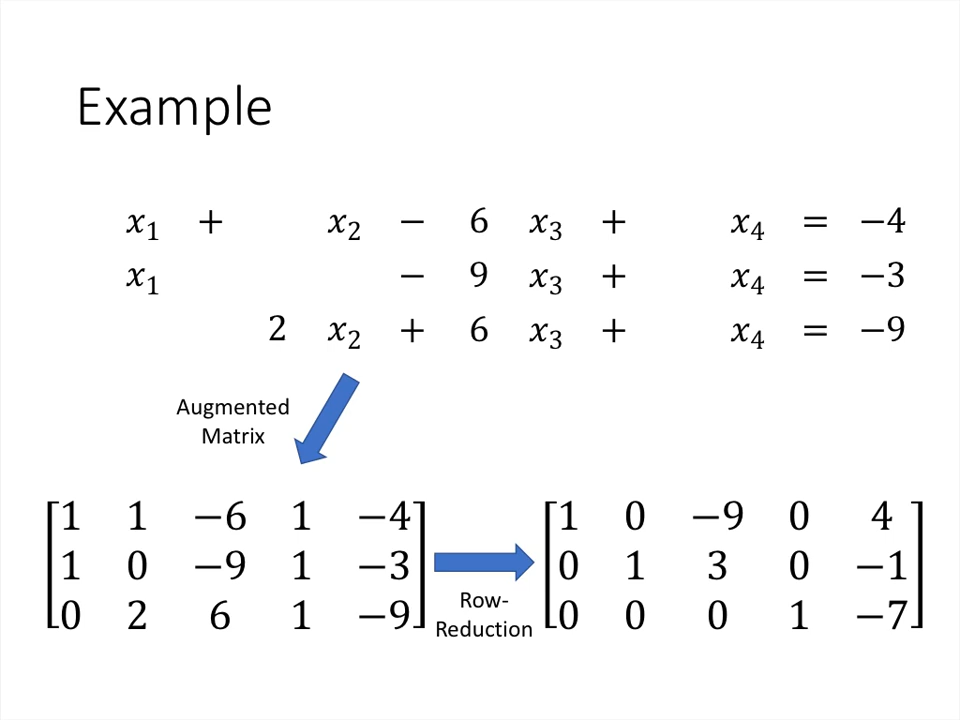 Example
x₁ + x₂ − 6 x₃ + x₄ = −4
x₁ − 9 x₃ + x₄ = −3
2 x₂ + 6 x₃ + x₄ = −9
Augmented
Matrix
1 1 −6 1 −4
1 0 −9 1 −3
0 2 6 1 −9
Row-
Reduction
1 0 −9 0 4
0 1 3 0 −1
0 0 0 1 −7